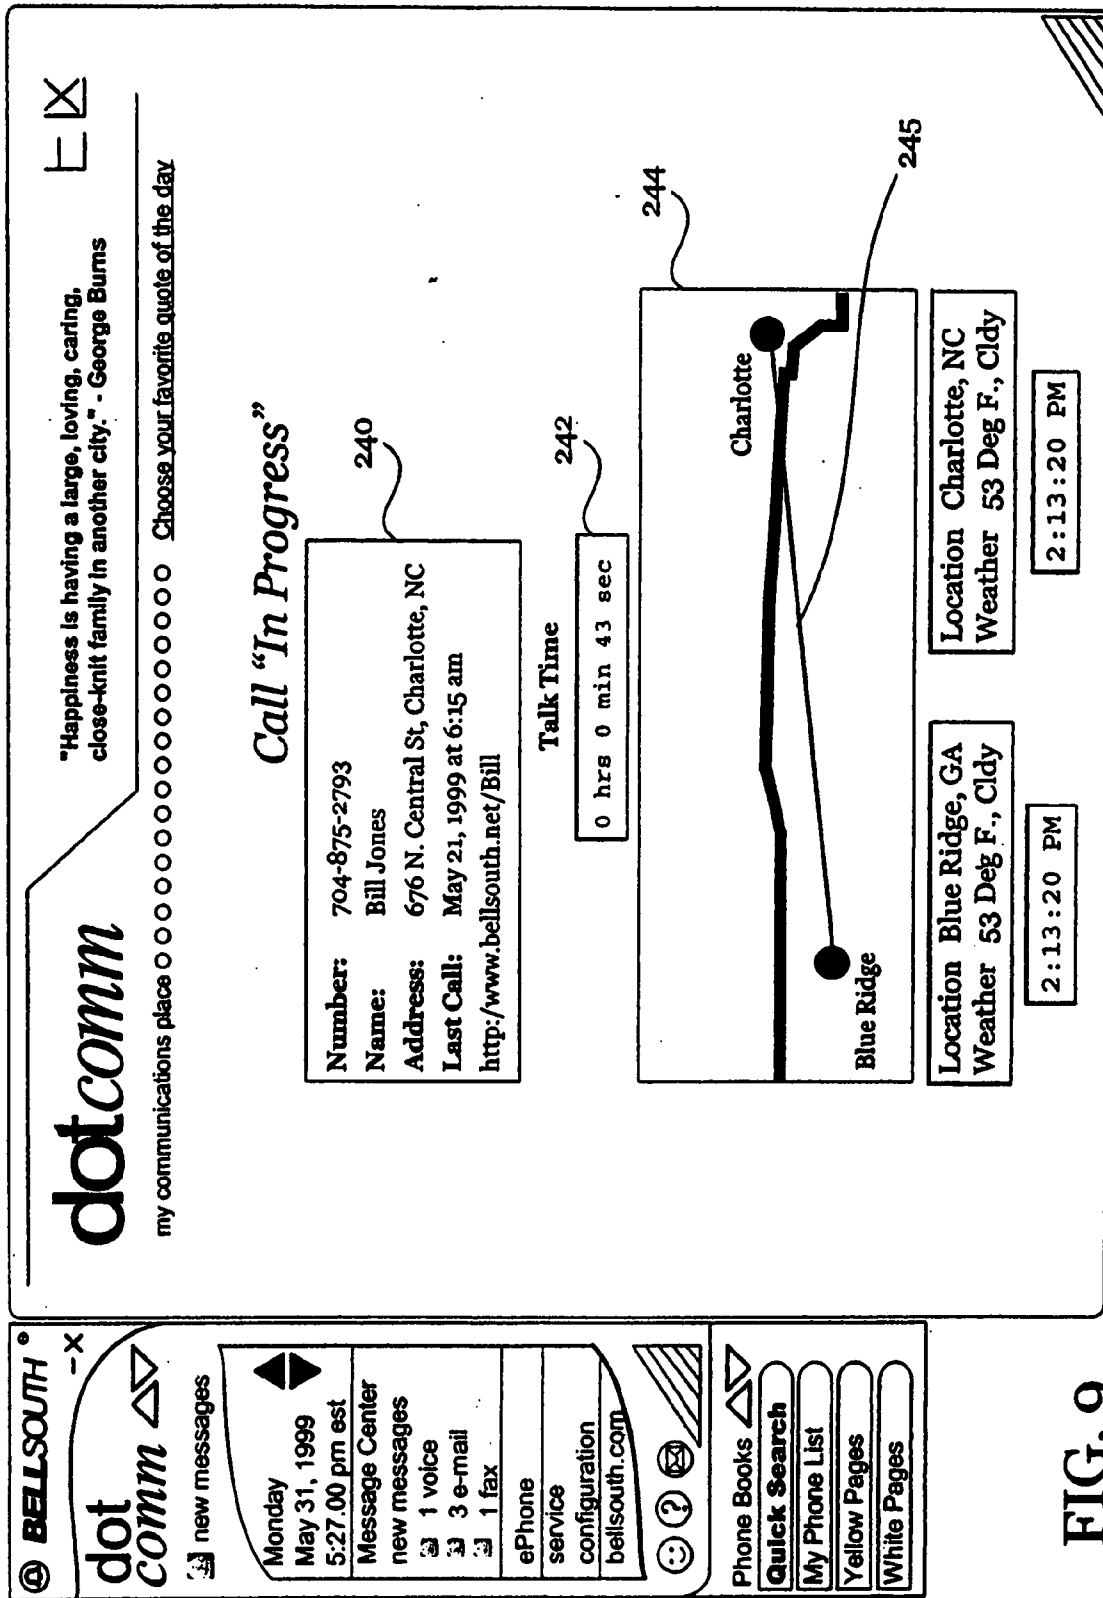 BELLSOUTH ®
-X
dot
comm
new messages
Monday
May 31, 1999
5:27.00 pm est
Message Center
new messages
1 voice
3 e-mail
1 fax
ePhone
service
configuration
bellsouth.com
Phone Books
Quick Search
My Phone List
Yellow Pages
White Pages
dotcomm
my communications place
"Happiness is having a large, loving, caring,
close-knit family in another city." - George Burns
Choose your favorite quote of the day
Call “In Progress”
Number: 704-875-2793
Name: Bill Jones
Address: 676 N. Central St, Charlotte, NC
Last Call: May 21, 1999 at 6:15 am
http:/www.bellsouth.net/Bill
240
Talk Time
0 hrs 0 min 43 sec
242
244
Charlotte
Blue Ridge
245
Location Blue Ridge, GA
Weather 53 Deg F., Cldy
2:13:20 PM
Location Charlotte, NC
Weather 53 Deg F., Cldy
2:13:20 PM
FIG. 9